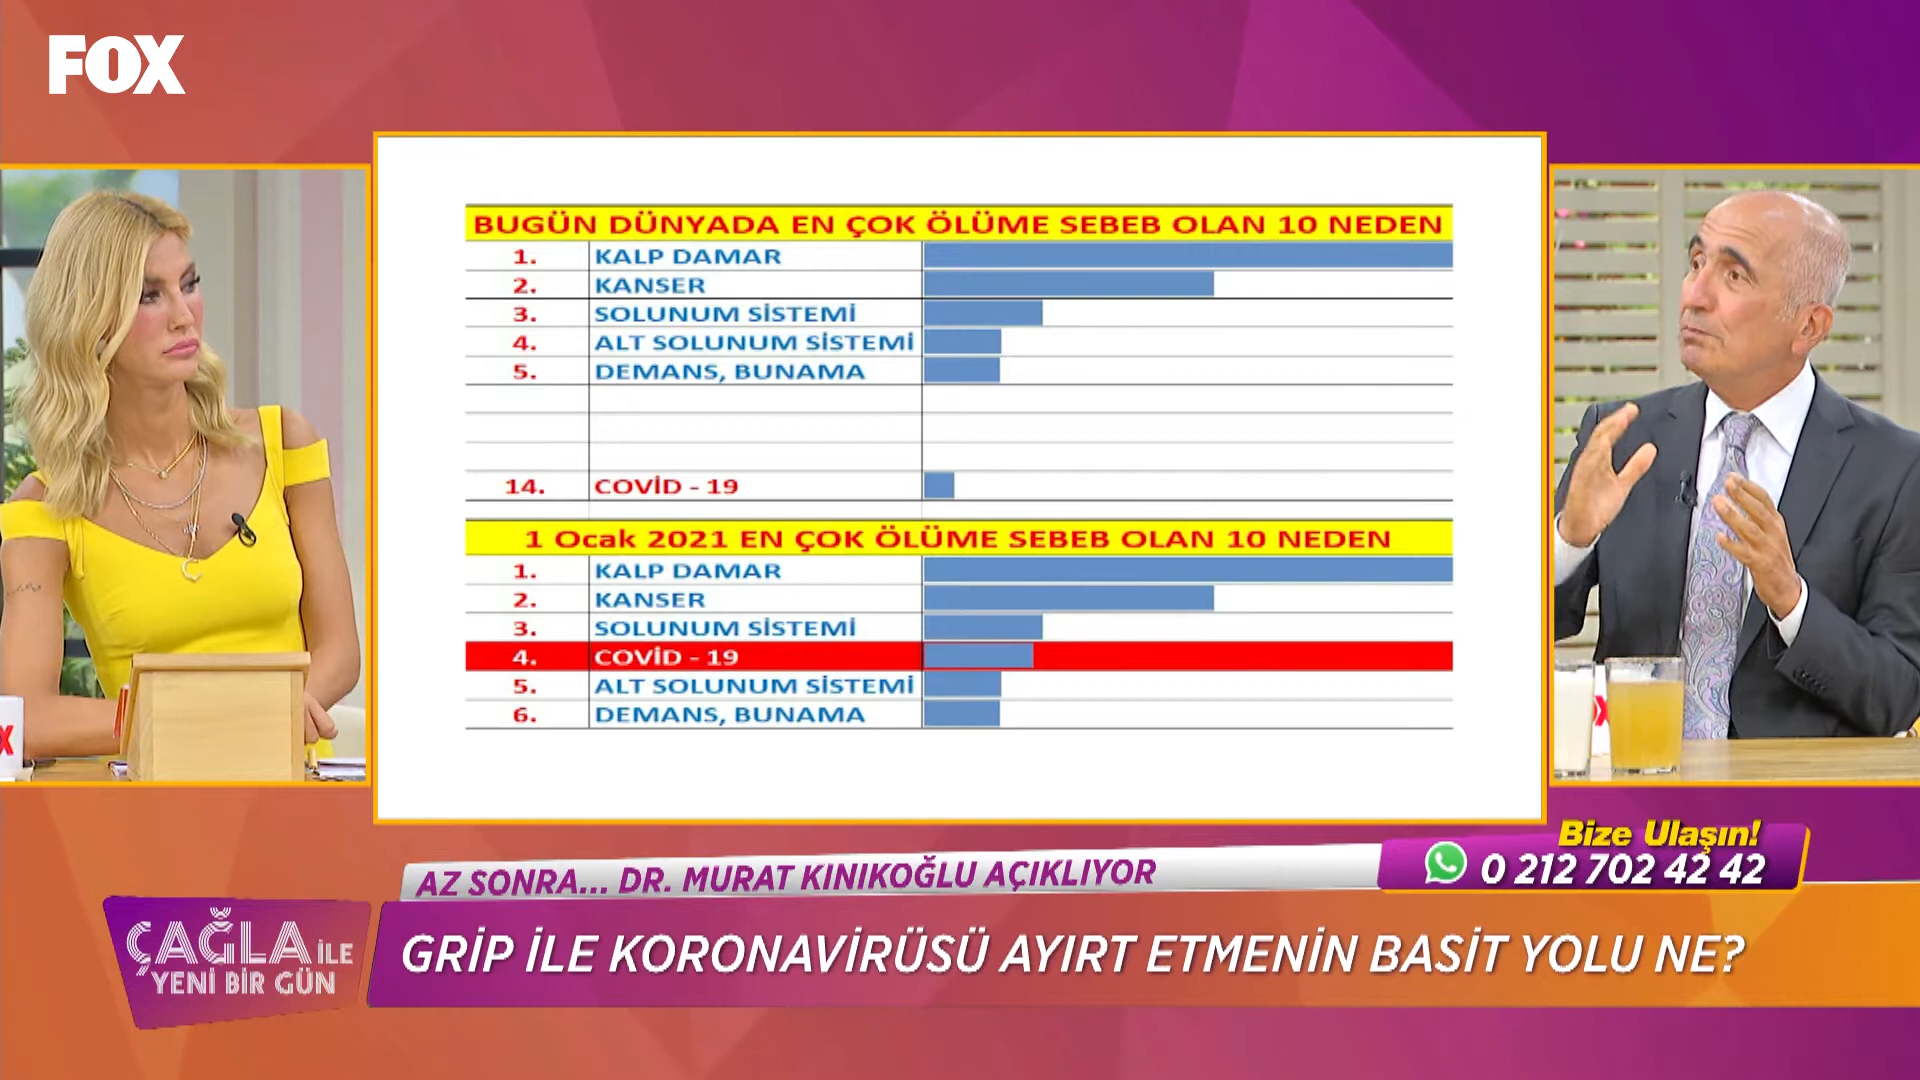 FOX
BUGÜN DÜNYADA EN ÇOK ÖLÜME SEBEB OLAN 10 NEDEN
1. KALP DAMAR
2. KANSER
3. SOLUNUM SİSTEMİ
4. ALT SOLUNUM SİSTEMİ
5. DEMANS, BUNAMA
14. COVİD - 19
1 Ocak 2021 EN ÇOK ÖLÜME SEBEB OLAN 10 NEDEN
1. KALP DAMAR
2. KANSER
3. SOLUNUM SİSTEMİ
4. COVİD - 19
5. ALT SOLUNUM SİSTEMİ
6. DEMANS, BUNAMA
X
X
Bize Ulaşın!
0 212 702 42 42
AZ SONRA... DR. MURAT KINIKOĞLU AÇIKLIYOR
ÇAĞLA İLE
YENİ BİR GÜN
GRİP İLE KORONAVİRÜSÜ AYIRT ETMENİN BASİT YOLU NE?